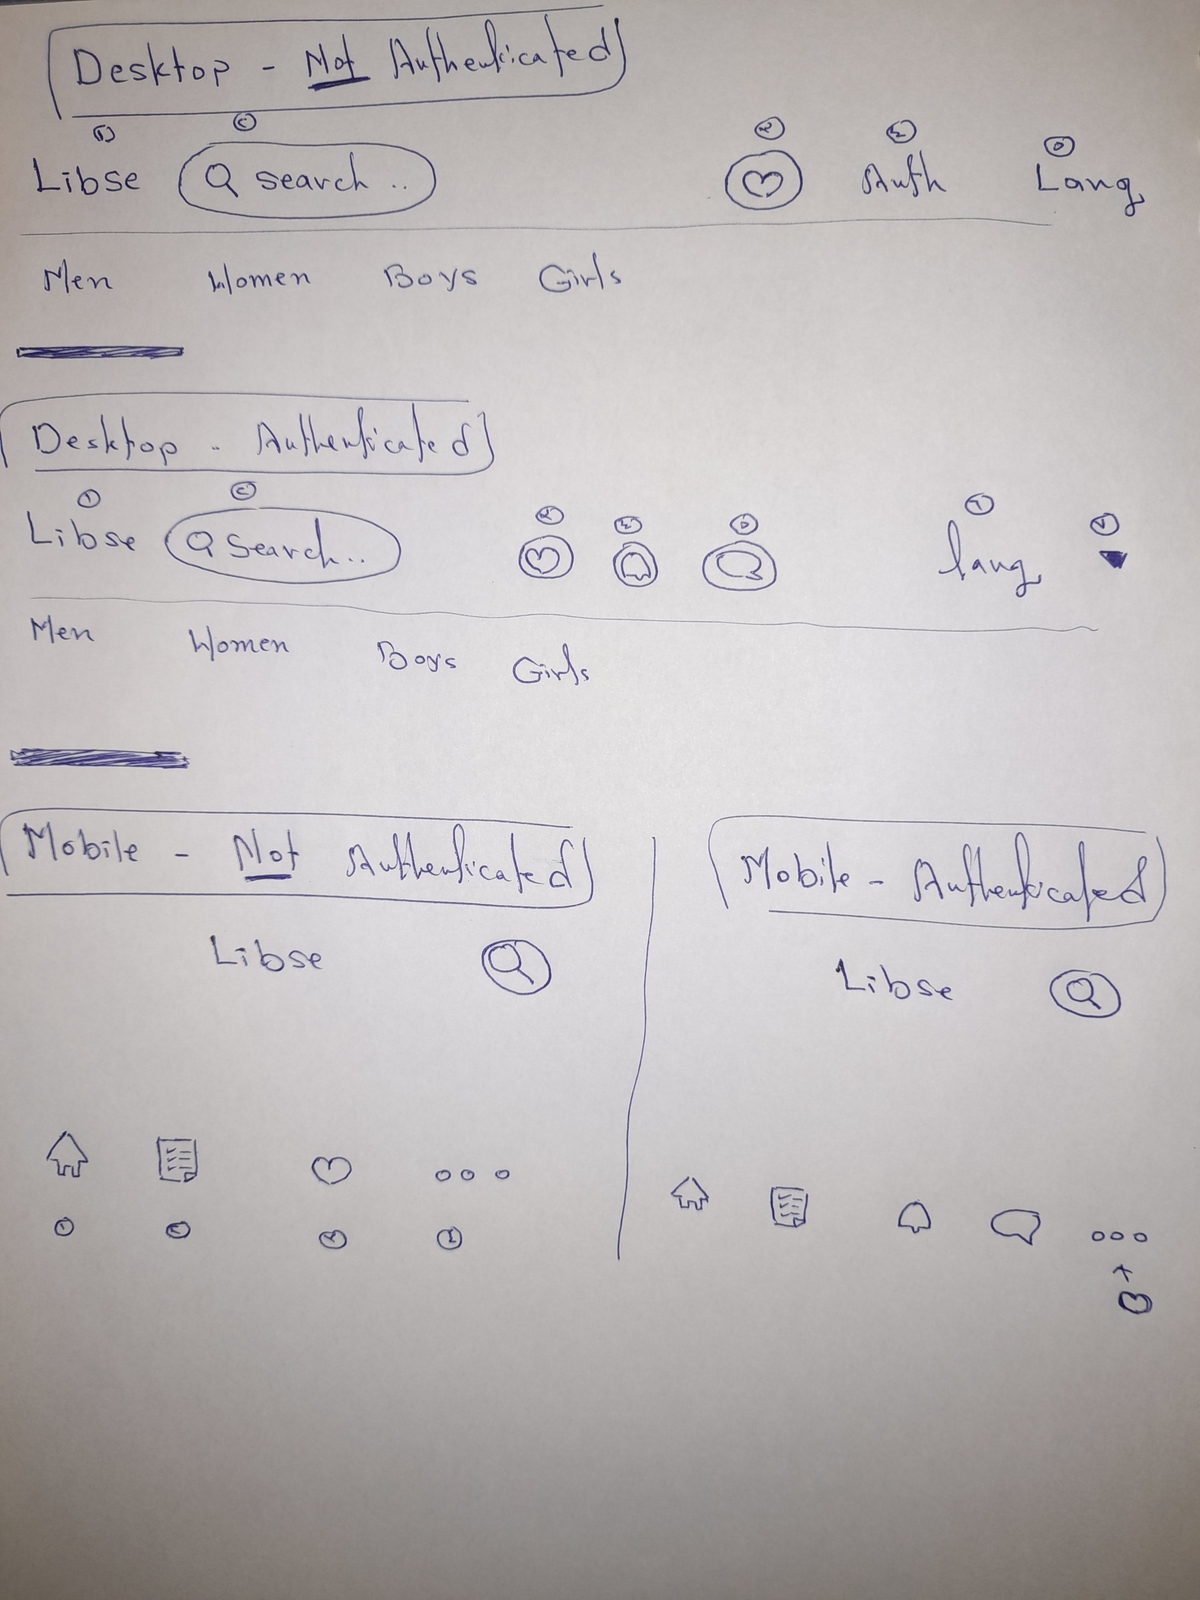 Desktop - Not Authenticated
Libse search .. Auth Lang
Men Women Boys Girls
Desktop - Authenticated
Libse Search.. lang
Men Women Boys Girls
Mobile - Not Authenticated
Libse
Mobile - Authenticated
Libse